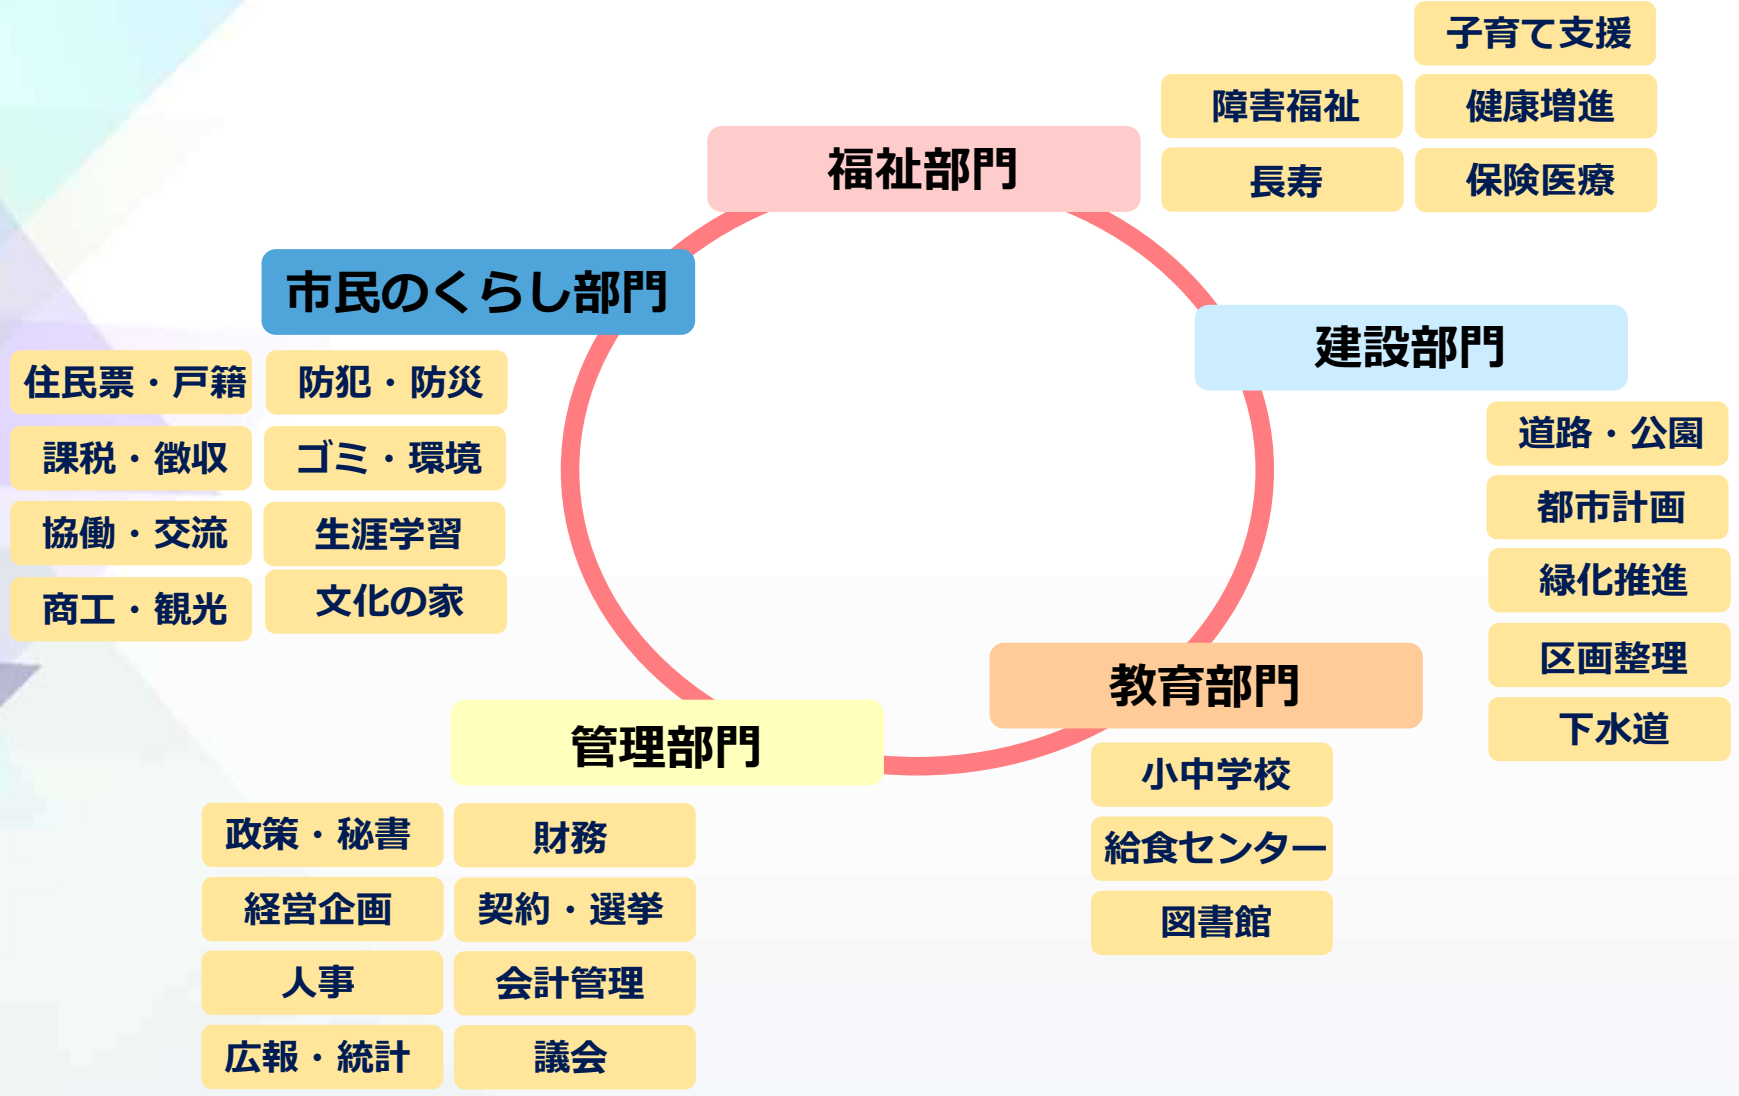 福祉部門
子育て支援
障害福祉
健康増進
長寿
保険医療
市民のくらし部門
住民票・戸籍
防犯・防災
課税・徴収
ゴミ・環境
協働・交流
生涯学習
商工・観光
文化の家
建設部門
道路・公園
都市計画
緑化推進
区画整理
下水道
教育部門
小中学校
給食センター
図書館
管理部門
政策・秘書
財務
経営企画
契約・選挙
人事
会計管理
広報・統計
議会